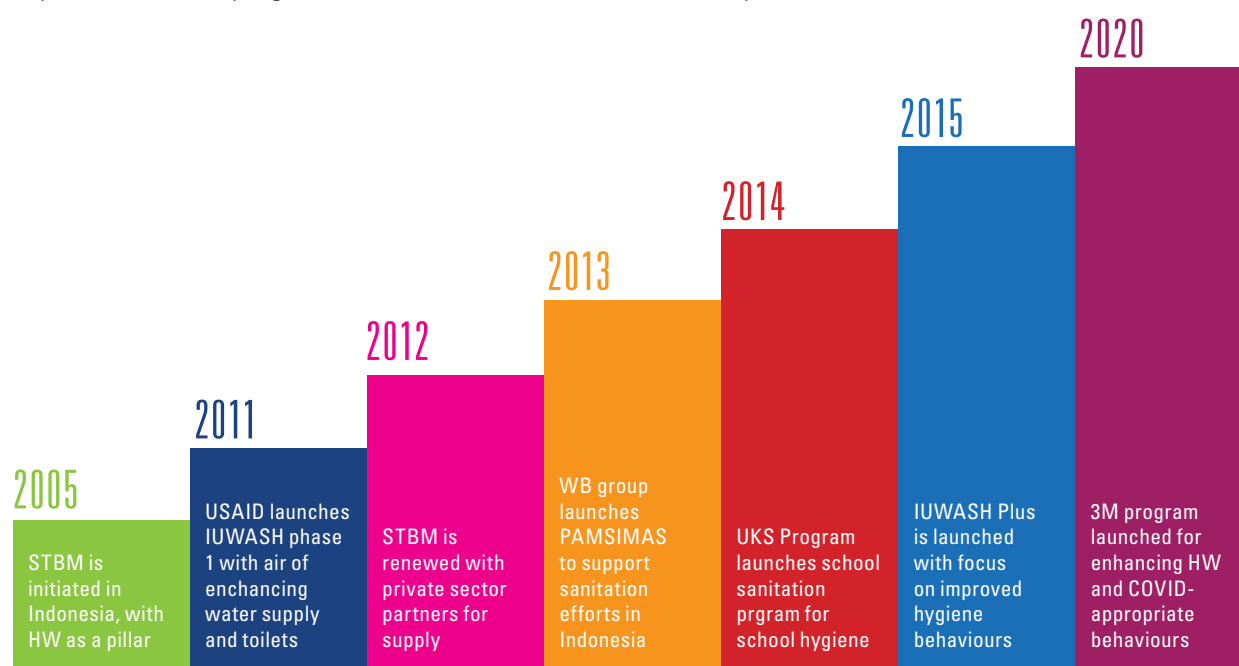 2005
STBM is
initiated in
Indonesia, with
HW as a pillar
2011
USAID launches
IUWASH phase
1 with air of
enchancing
water supply
and toilets
2012
STBM is
renewed with
private sector
partners for
supply
2013
WB group
launches
PAMSIMAS
to support
sanitation
efforts in
Indonesia
2014
UKS Program
launches school
sanitation
prgram for
school hygiene
2015
IUWASH Plus
is launched
with focus
on improved
hygiene
behaviours
2020
3M program
launched for
enhancing HW
and COVID-
appropriate
behaviours